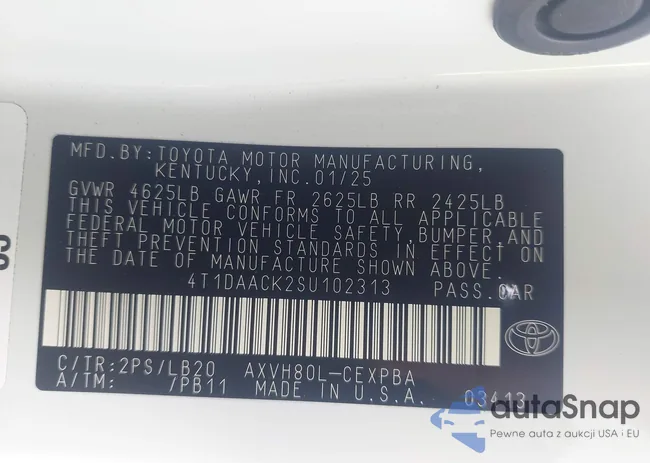 MFD.BY:TOYOTA MOTOR MANUFACTURING,
KENTUCKY,INC.01/25
GVWR 4625LB GAWR FR 2625LB RR 2425LB
THIS VEHICLE CONFORMS TO ALL APPLICABLE
FEDERAL MOTOR VEHICLE SAFETY,BUMPER,AND
THEFT PREVENTION STANDARDS IN EFFECT ON
THE DATE OF MANUFACTURE SHOWN ABOVE.
4T1DAACK2SU102313 PASS.CAR
C/TR:2PS/LB20 AXVH80L-CEXPBA
A/TM: /PB11 MADE IN U.S.A. 03413
autoSnap
Pewne auta z aukcji USA i EU